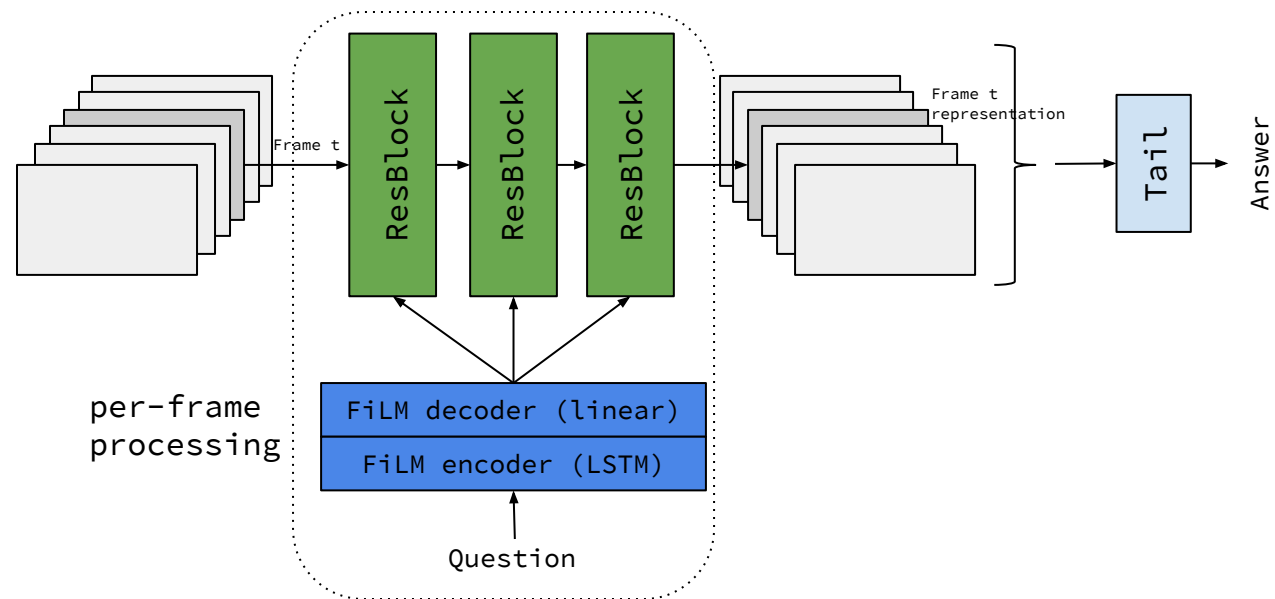 ResBlock
ResBlock
ResBlock
Frame t
Frame t
representation
Tail
Answer
per-frame
processing
FiLM decoder (linear)
FiLM encoder (LSTM)
Question